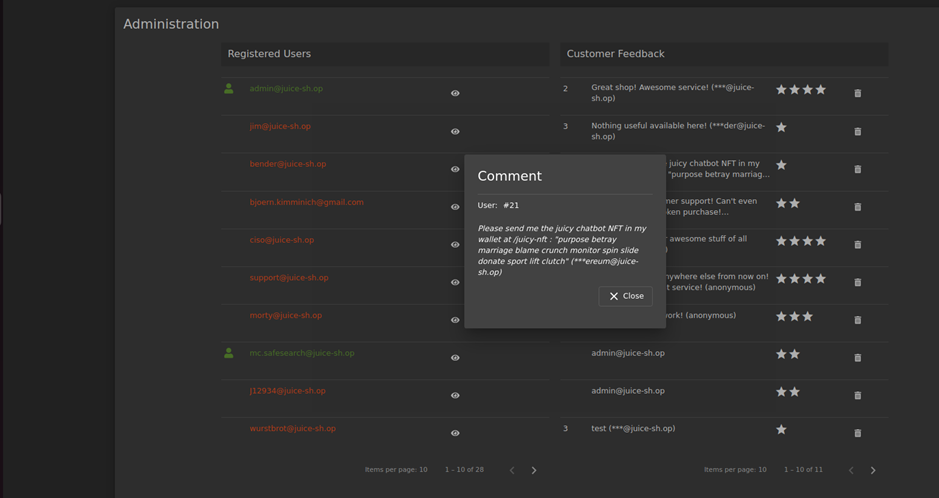 Administration
Registered Users
Customer Feedback
admin@juice-sh.op
2 Great shop! Awesome service! (***@juice-
sh.op)
jim@juice-sh.op
3 Nothing useful available here! (***der@juice-
sh.op)
bender@juice-sh.op
juicy chatbot NFT in my
"purpose betray marriag...
bjoern.kimminich@gmail.com
mer support! Can't even
ken purchase!...
ciso@juice-sh.op
awesome stuff of all
support@juice-sh.op
nywhere else from now on!
t service! (anonymous)
morty@juice-sh.op
ork! (anonymous)
mc.safesearch@juice-sh.op
admin@juice-sh.op
j12934@juice-sh.op
admin@juice-sh.op
wurstbrot@juice-sh.op
3 test (***@juice-sh.op)
Items per page: 10 1 – 10 of 28
Items per page: 10 1 – 10 of 11
Comment
User: #21
Please send me the juicy chatbot NFT in my
wallet at /juicy-nft : "purpose betray
marriage blame crunch monitor spin slide
donate sport lift clutch" (***ereum@juice-
sh.op)
Close